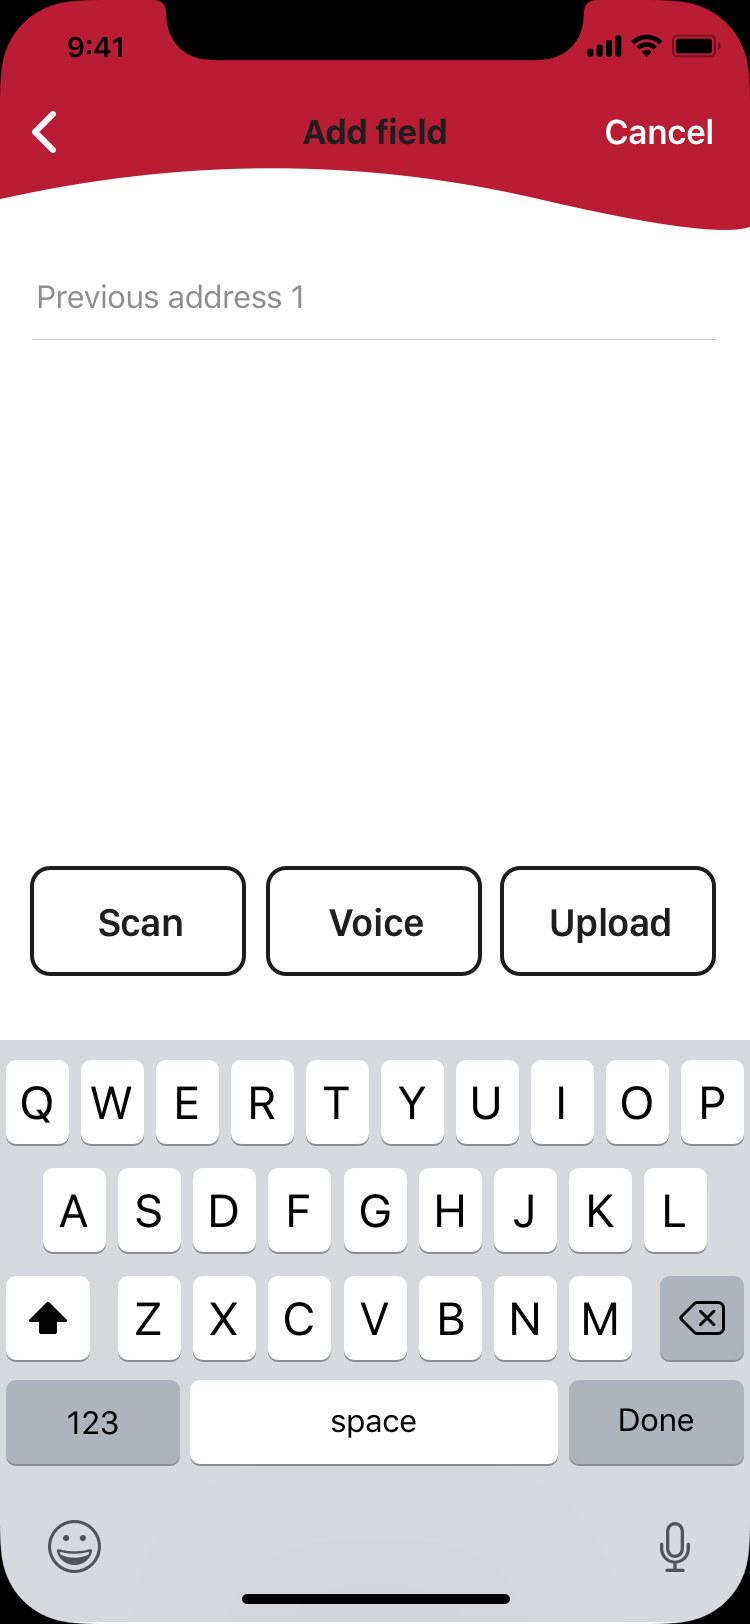 9:41
Add field
Cancel
Previous address 1
Scan
Voice
Upload
Q W E R T Y U I O P
A S D F G H J K L
Z X C V B N M
123
space
Done